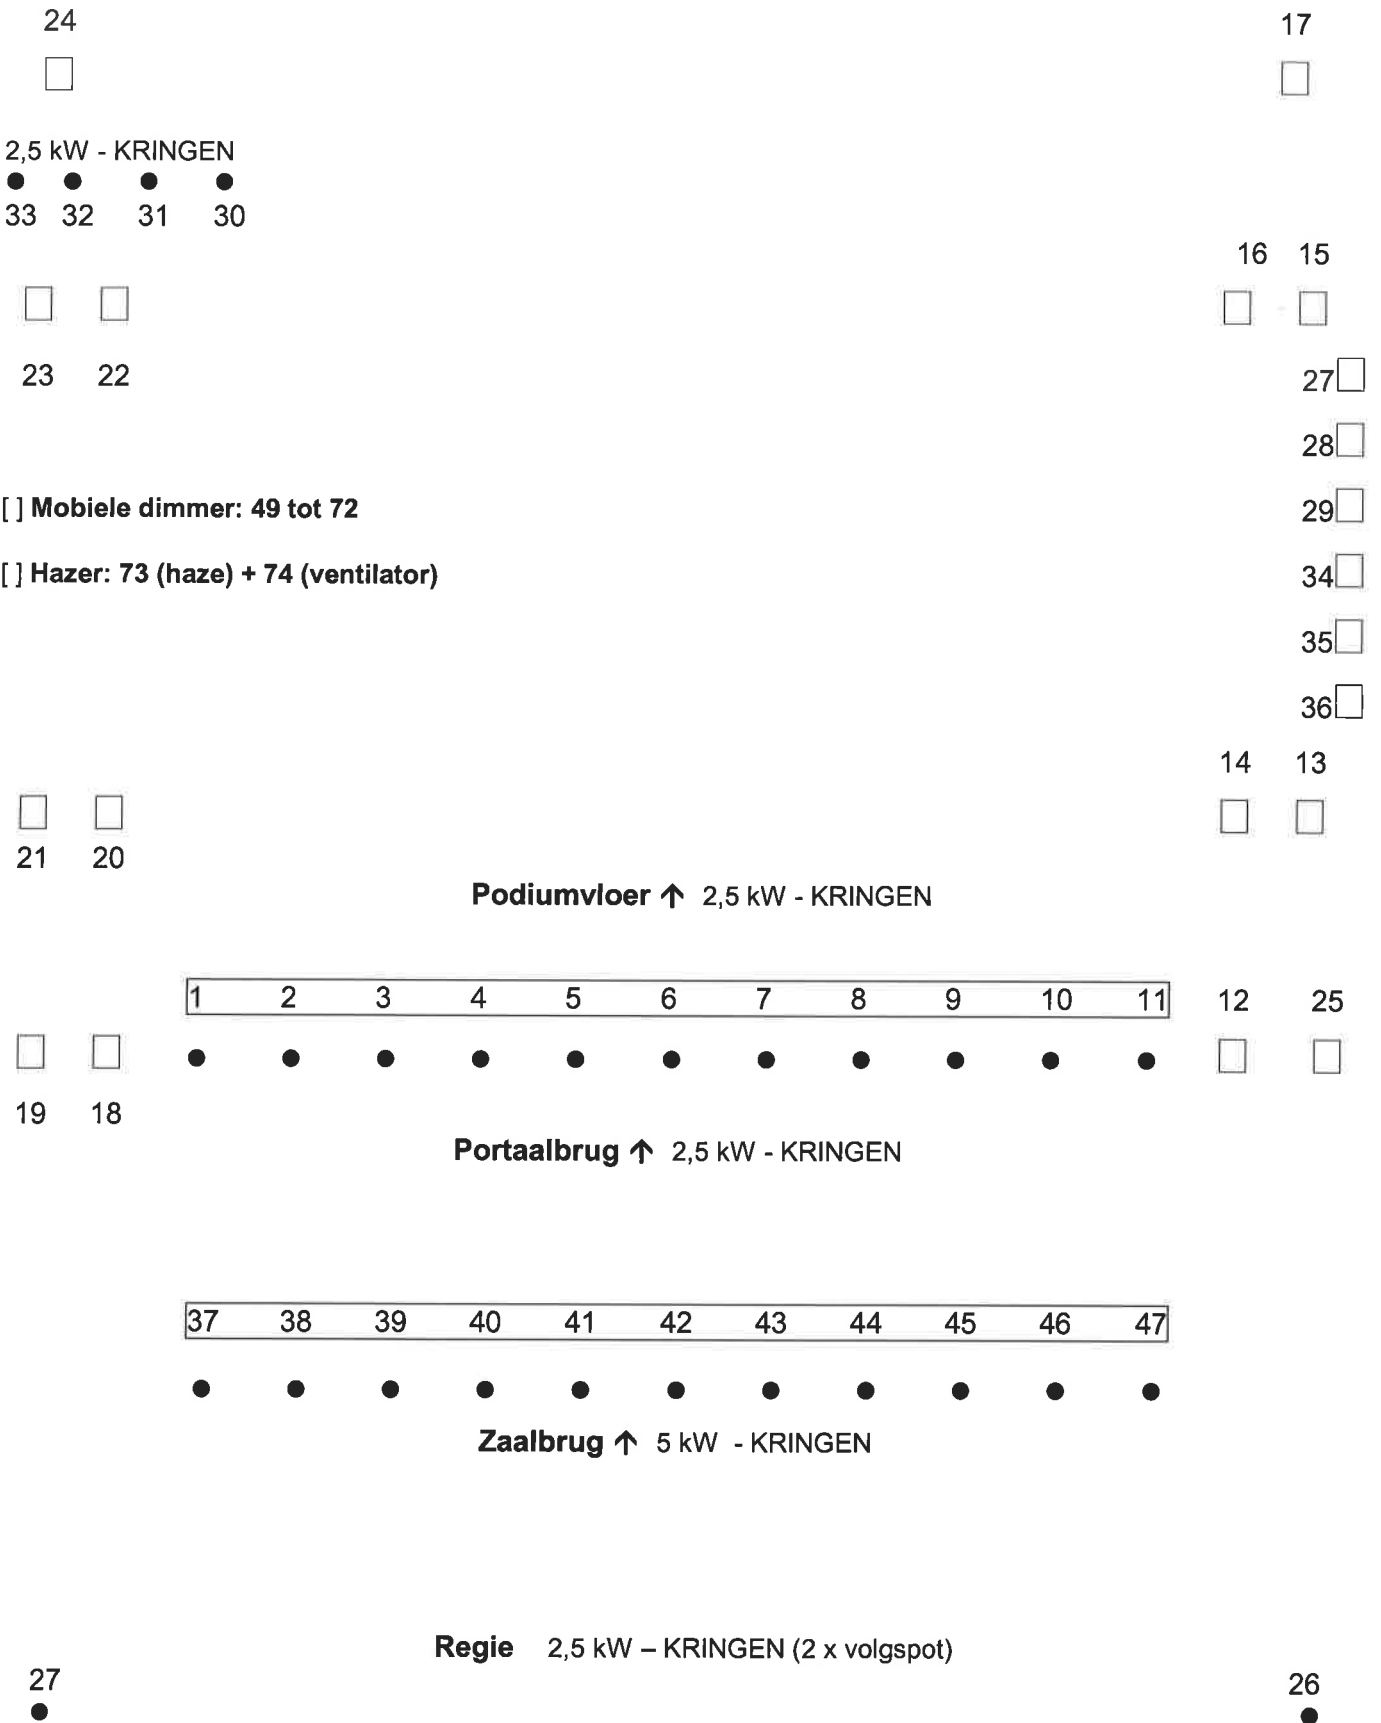 24 17
2,5 kW - KRINGEN
33 32 31 30
16 15
23 22
27
28
[ ] Mobiele dimmer: 49 tot 72
29
[ ] Hazer: 73 (haze) + 74 (ventilator)
34
35
36
14 13
21 20
Podiumvloer ↑ 2,5 kW - KRINGEN
1 2 3 4 5 6 7 8 9 10 11 12 25
19 18
Portaalbrug ↑ 2,5 kW - KRINGEN
37 38 39 40 41 42 43 44 45 46 47
Zaalbrug ↑ 5 kW - KRINGEN
Regie 2,5 kW – KRINGEN (2 x volgspot)
27 26